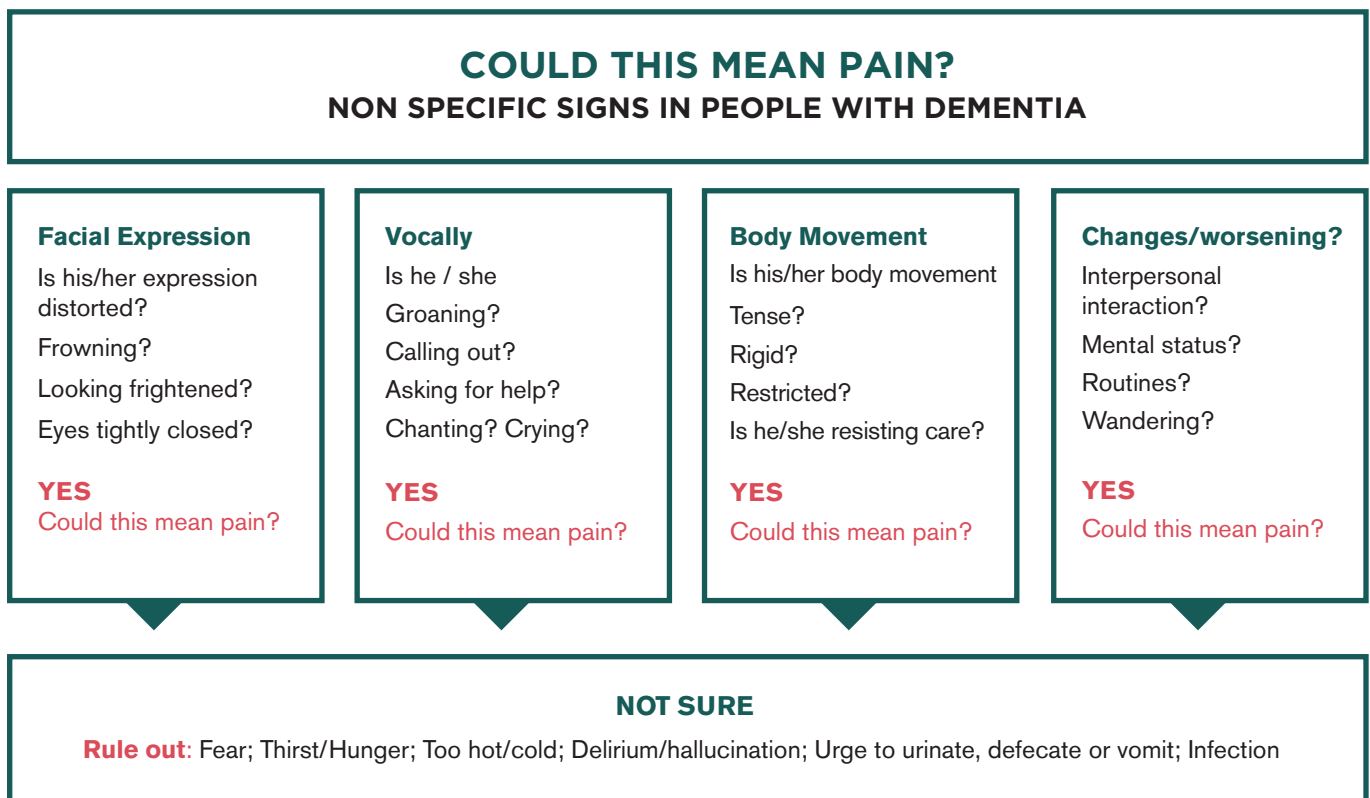 COULD THIS MEAN PAIN?
NON SPECIFIC SIGNS IN PEOPLE WITH DEMENTIA
Facial Expression
Is his/her expression
distorted?
Frowning?
Looking frightened?
Eyes tightly closed?
YES
Could this mean pain?
Vocally
Is he / she
Groaning?
Calling out?
Asking for help?
Chanting? Crying?
YES
Could this mean pain?
Body Movement
Is his/her body movement
Tense?
Rigid?
Restricted?
Is he/she resisting care?
YES
Could this mean pain?
Changes/worsening?
Interpersonal
interaction?
Mental status?
Routines?
Wandering?
YES
Could this mean pain?
NOT SURE
Rule out: Fear; Thirst/Hunger; Too hot/cold; Delirium/hallucination; Urge to urinate, defecate or vomit; Infection